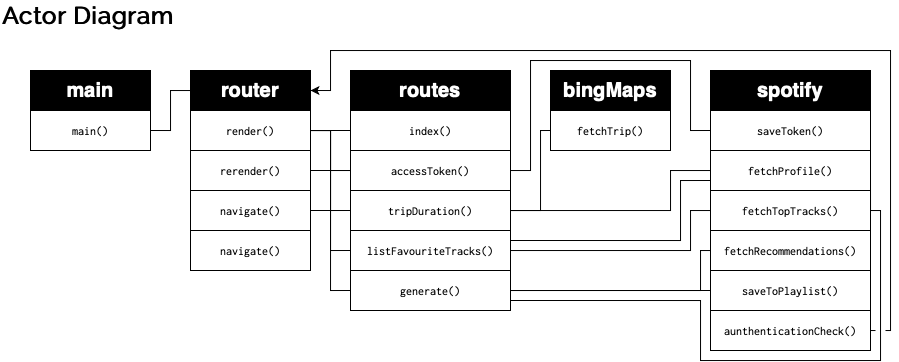 Actor Diagram
main
main()
router
render()
rerender()
navigate()
navigate()
routes
index()
accessToken()
tripDuration()
listFavouriteTracks()
generate()
bingMaps
fetchTrip()
spotify
saveToken()
fetchProfile()
fetchTopTracks()
fetchRecommendations()
saveToPlaylist()
aunthenticationCheck()